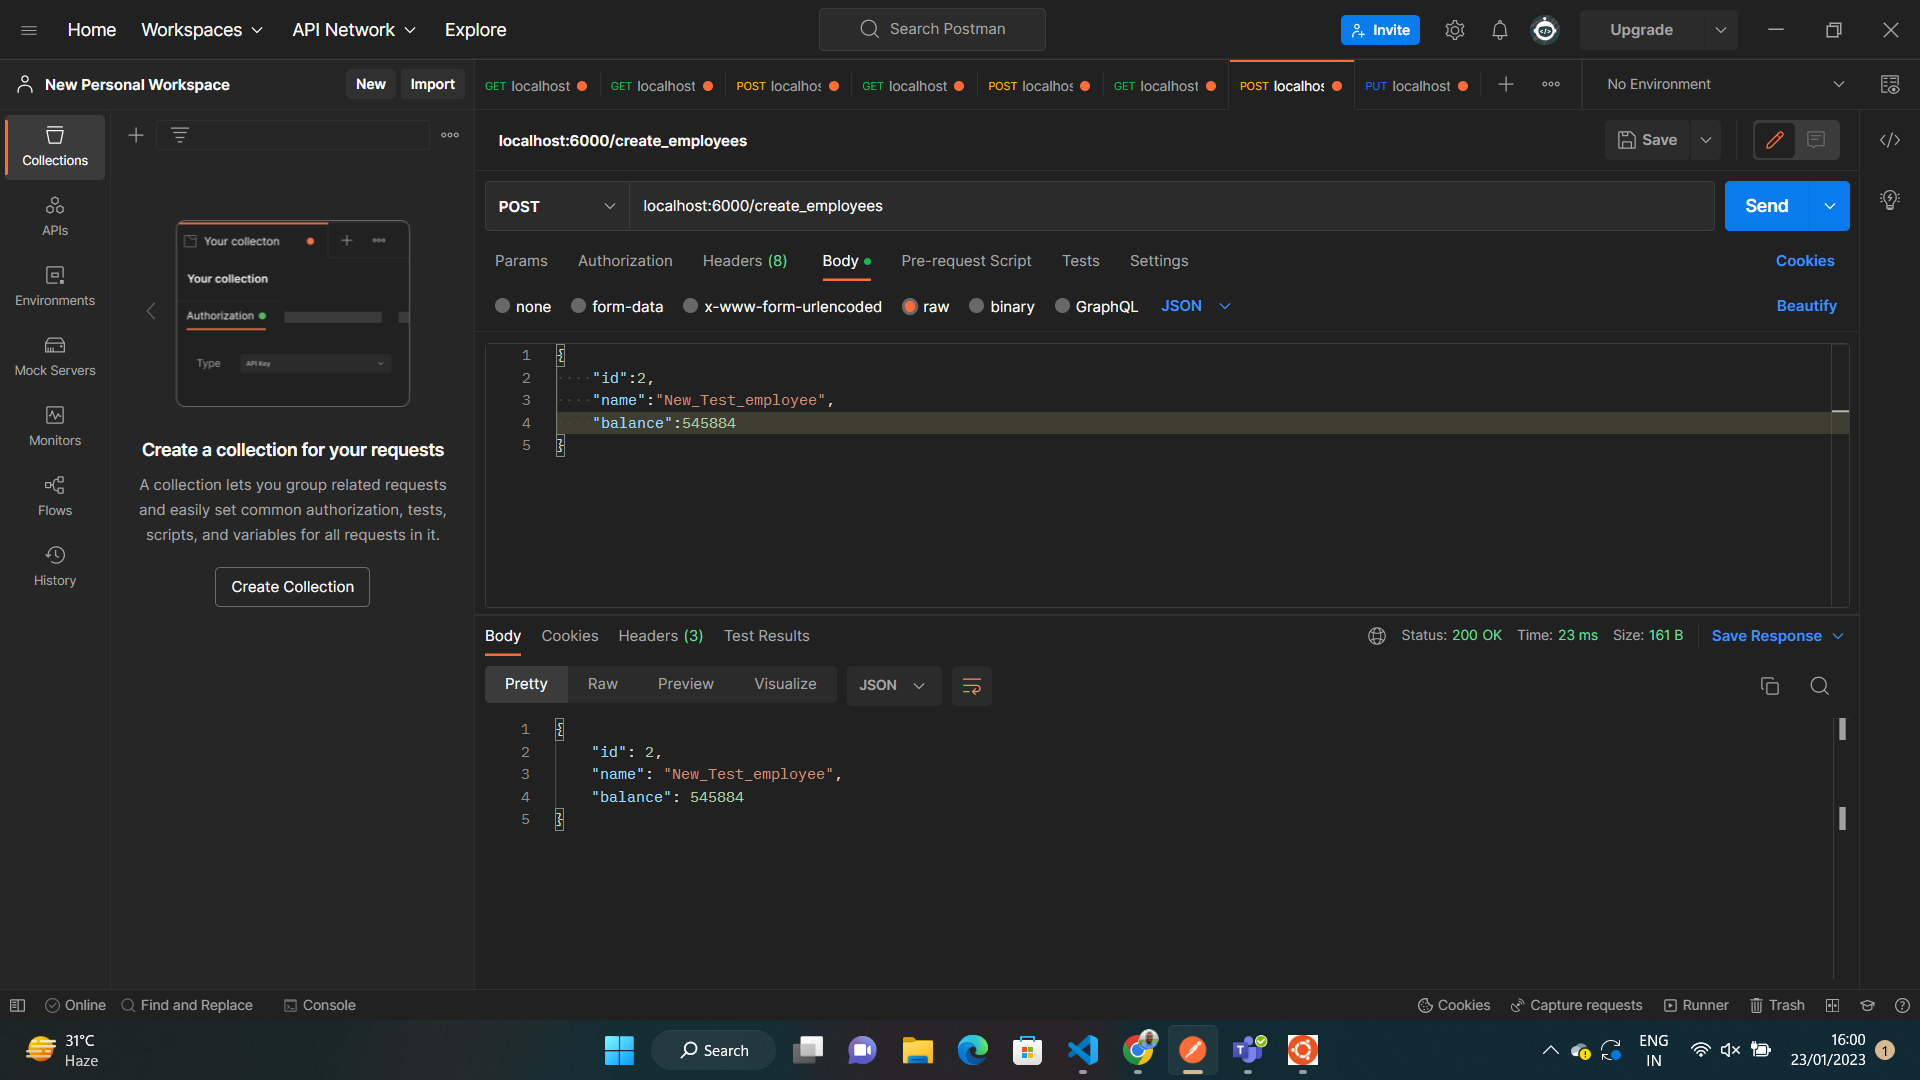 Home Workspaces API Network Explore Search Postman Invite Upgrade
New Personal Workspace New Import GET localhost GET localhost POST localhos GET localhost POST localhos GET localhost POST localhos PUT localhost No Environment
Collections
APIs
Environments
Mock Servers
Monitors
Flows
History
Your collecton
Your collection
Authorization
Type API Key
Create a collection for your requests
A collection lets you group related requests
and easily set common authorization, tests,
scripts, and variables for all requests in it.
Create Collection
localhost:6000/create_employees Save
POST localhost:6000/create_employees Send
Params Authorization Headers (8) Body Pre-request Script Tests Settings Cookies
none form-data x-www-form-urlencoded raw binary GraphQL JSON Beautify
1 {
2 "id":2,
3 "name":"New_Test_employee",
4 "balance":545884
5 }
Body Cookies Headers (3) Test Results Status: 200 OK Time: 23 ms Size: 161 B Save Response
Pretty Raw Preview Visualize JSON
1 {
2 "id": 2,
3 "name": "New_Test_employee",
4 "balance": 545884
5 }
Online Find and Replace Console Cookies Capture requests Runner Trash
31°C
Haze
Search
ENG
IN
16:00
23/01/2023
1